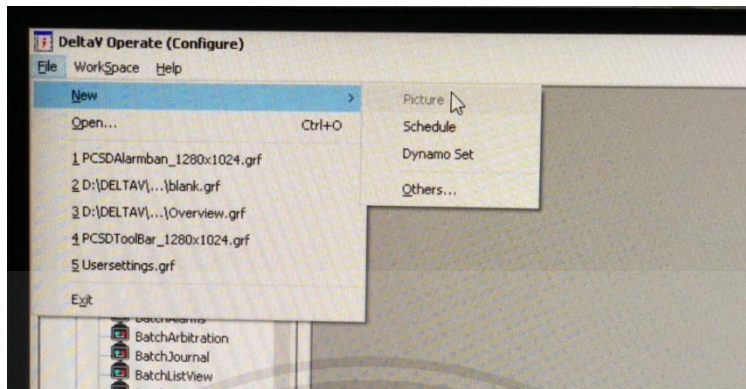 DeltaV Operate (Configure)
File WorkSpace Help
New
Open... Ctrl+O
1 PCSDAlarmban_1280x1024.grf
2 D:\DELTAV\...\blank.grf
3 D:\DELTAV\...\Overview.grf
4 PCSDToolBar_1280x1024.grf
5 Usersettings.grf
Exit
Picture
Schedule
Dynamo Set
Others...
BatchAlarms
BatchArbitration
BatchJournal
BatchListView